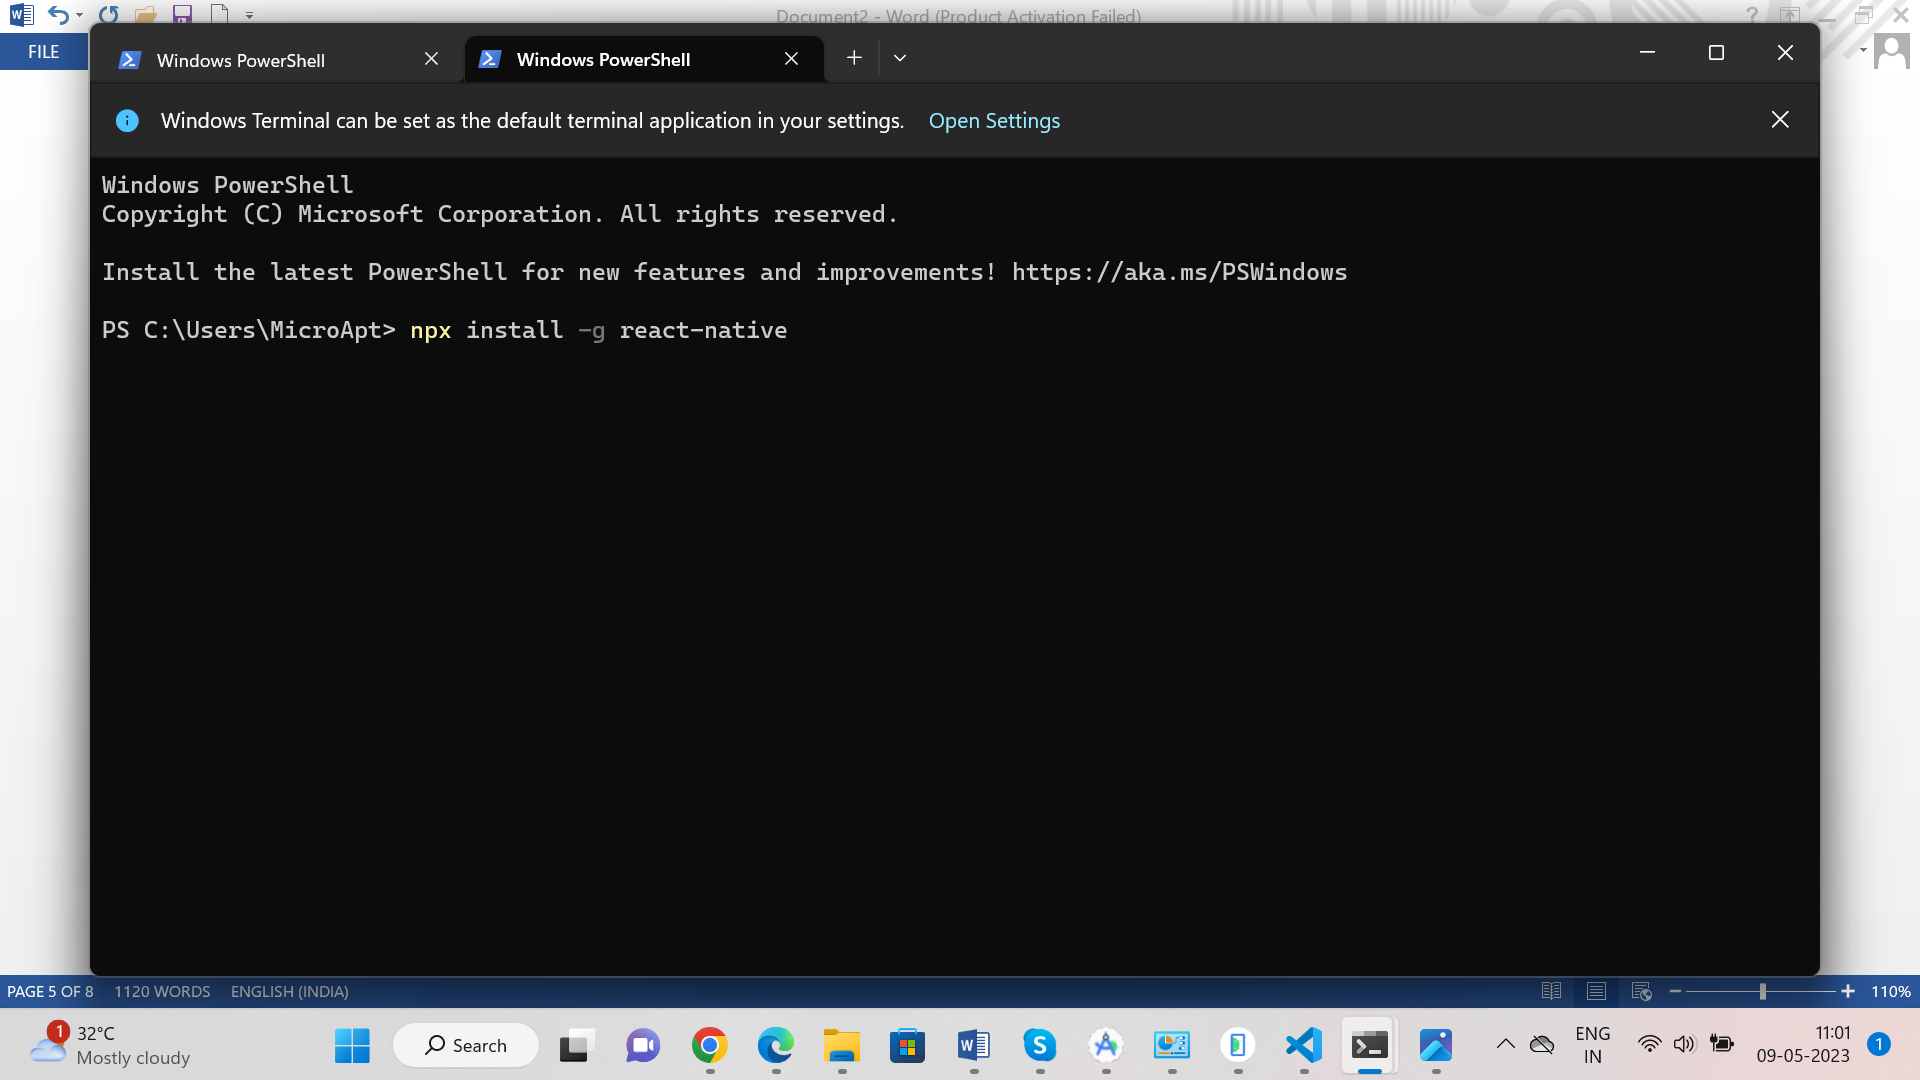 Document2 - Word (Product Activation Failed)
FILE
Windows PowerShell
Windows PowerShell
Windows Terminal can be set as the default terminal application in your settings. Open Settings
Windows PowerShell
Copyright (C) Microsoft Corporation. All rights reserved.
Install the latest PowerShell for new features and improvements! https://aka.ms/PSWindows
PS C:\Users\MicroApt> npx install -g react-native
PAGE 5 OF 8 1120 WORDS ENGLISH (INDIA) 110%
1
32°C
Mostly cloudy
Search
ENG
IN
11:01
09-05-2023
1